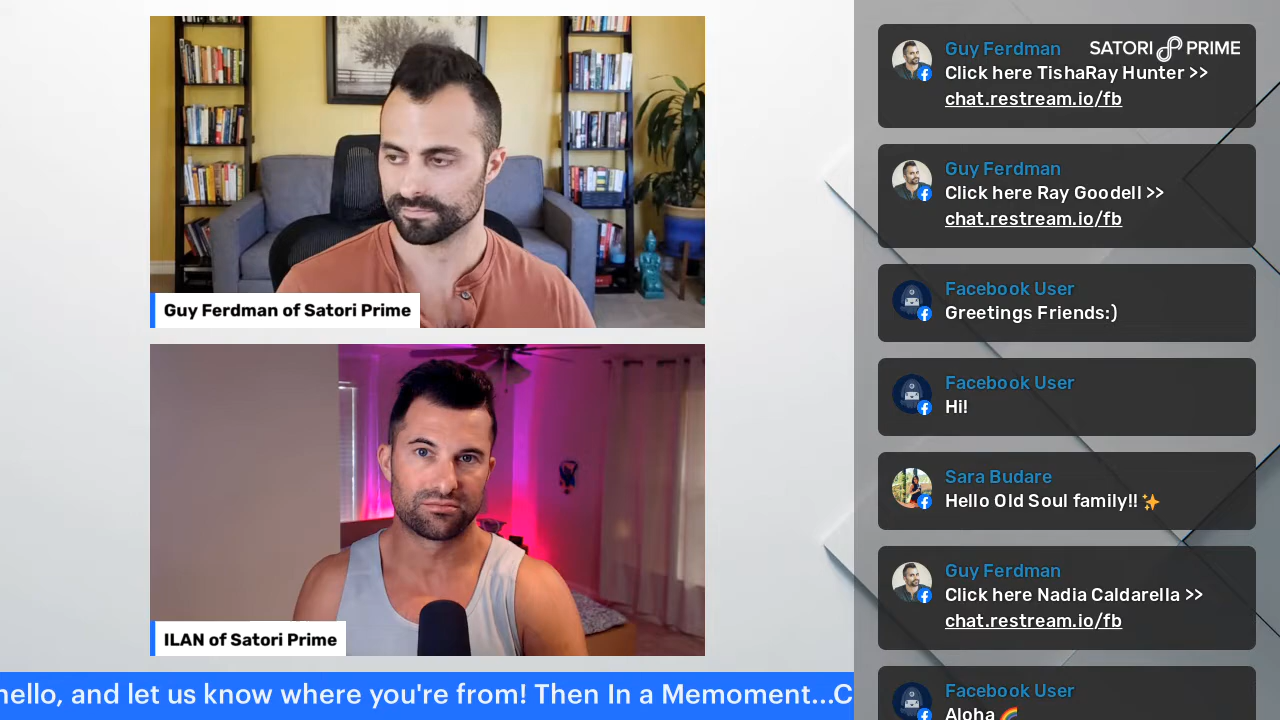 Guy Ferdman of Satori Prime
ILAN of Satori Prime
hello, and let us know where you're from! Then In a Memoment...C
SATORI PRIME
Guy Ferdman
Click here TishaRay Hunter >>
chat.restream.io/fb
Guy Ferdman
Click here Ray Goodell >>
chat.restream.io/fb
Facebook User
Greetings Friends:)
Facebook User
Hi!
Sara Budare
Hello Old Soul family!!✨
Guy Ferdman
Click here Nadia Caldarella >>
chat.restream.io/fb
Facebook User
Aloha 🌈